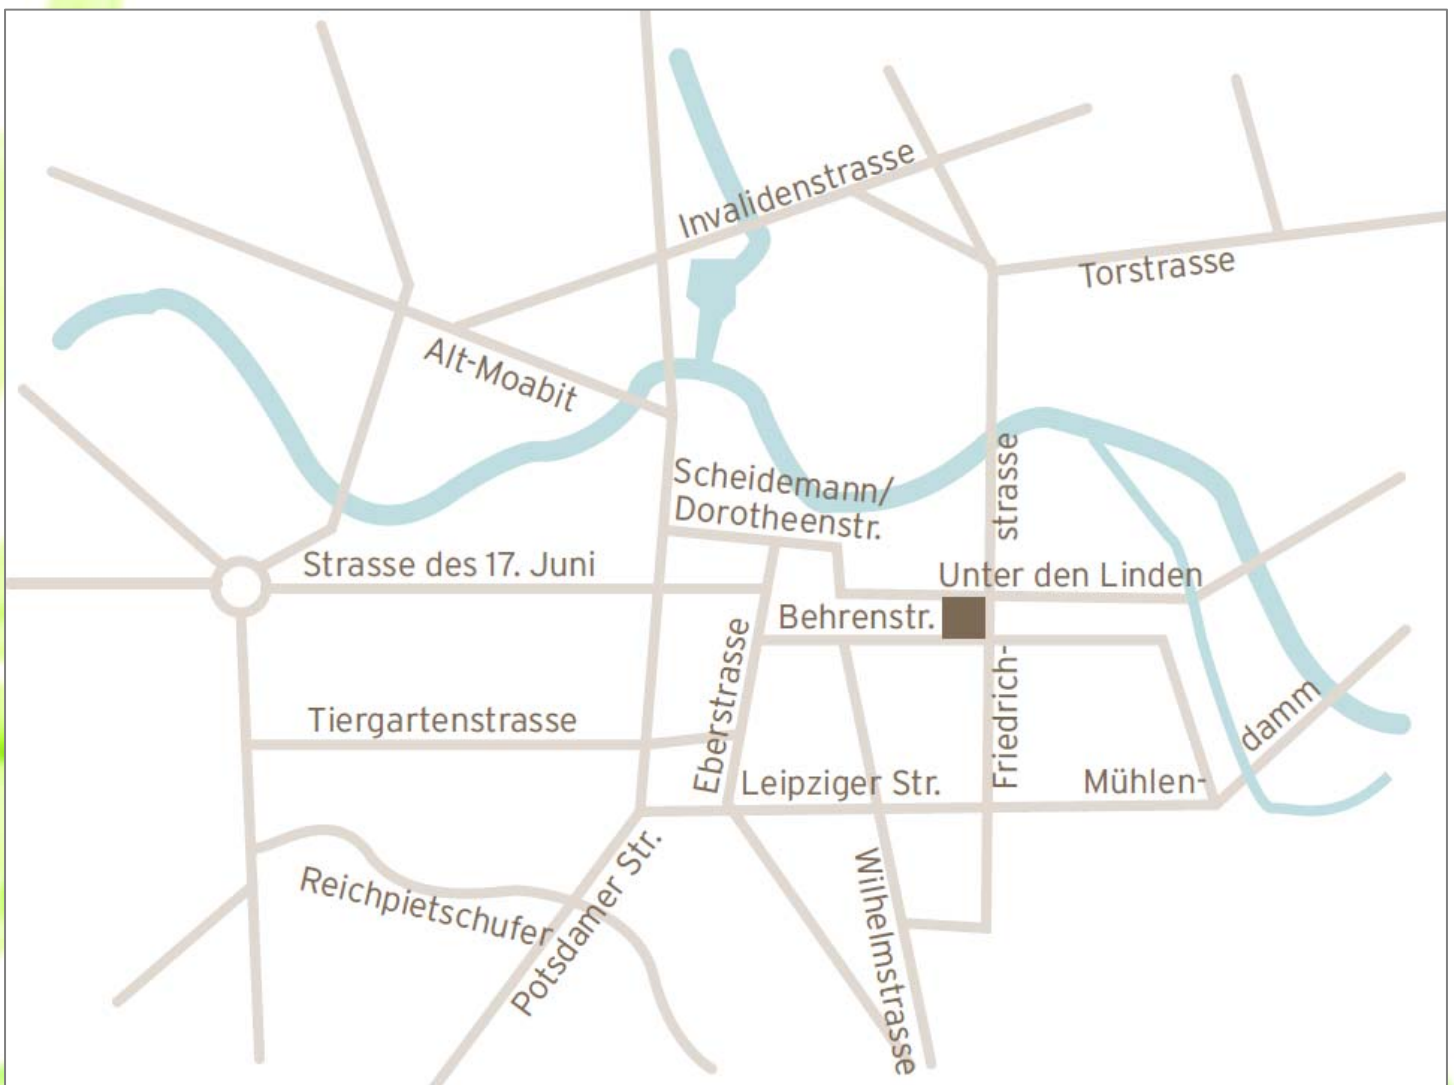 Invalidenstrasse
Torstrasse
Alt-Moabit
Scheidemann/
Dorotheenstr.
strasse
Strasse des 17. Juni
Unter den Linden
Behrenstr.
Eberstrasse
Friedrich-
Tiergartenstrasse
damm
Leipziger Str.
Mühlen-
Potsdamer Str.
Reichpietschufer
Wilhelmstrasse